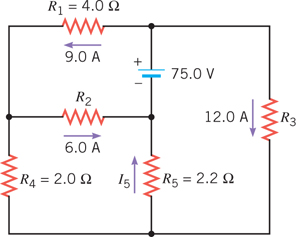 R₁ = 4.0 Ω
9.0 A
+
−
75.0 V
R₂
6.0 A
12.0 A
R₃
R₄ = 2.0 Ω
I₅
R₅ = 2.2 Ω